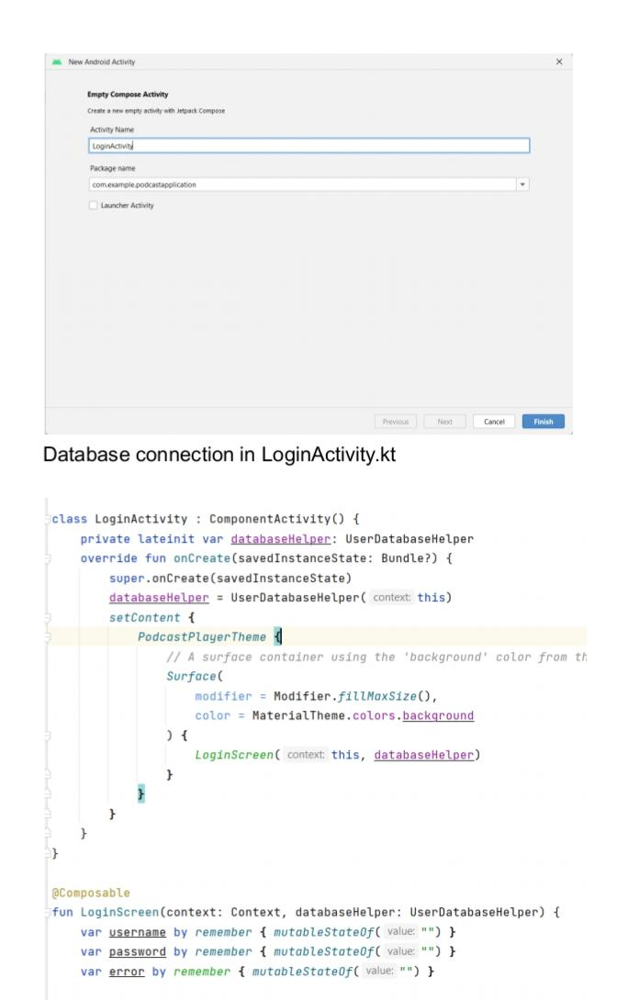 New Android Activity
Empty Compose Activity
Create a new empty activity with Jetpack Compose
Activity Name
LoginActivity
Package name
com.example.podcastapplication
Launcher Activity
Previous Next Cancel Finish
Database connection in LoginActivity.kt
class LoginActivity : ComponentActivity() {
    private lateinit var databaseHelper: UserDatabaseHelper
    override fun onCreate(savedInstanceState: Bundle?) {
        super.onCreate(savedInstanceState)
        databaseHelper = UserDatabaseHelper( context: this)
        setContent {
            PodcastPlayerTheme {
                // A surface container using the 'background' color from th
                Surface(
                    modifier = Modifier.fillMaxSize(),
                    color = MaterialTheme.colors.background
                ) {
                    LoginScreen( context: this, databaseHelper)
                }
            }
        }
    }
}
@Composable
fun LoginScreen(context: Context, databaseHelper: UserDatabaseHelper) {
    var username by remember { mutableStateOf( value: "") }
    var password by remember { mutableStateOf( value: "") }
    var error by remember { mutableStateOf( value: "") }